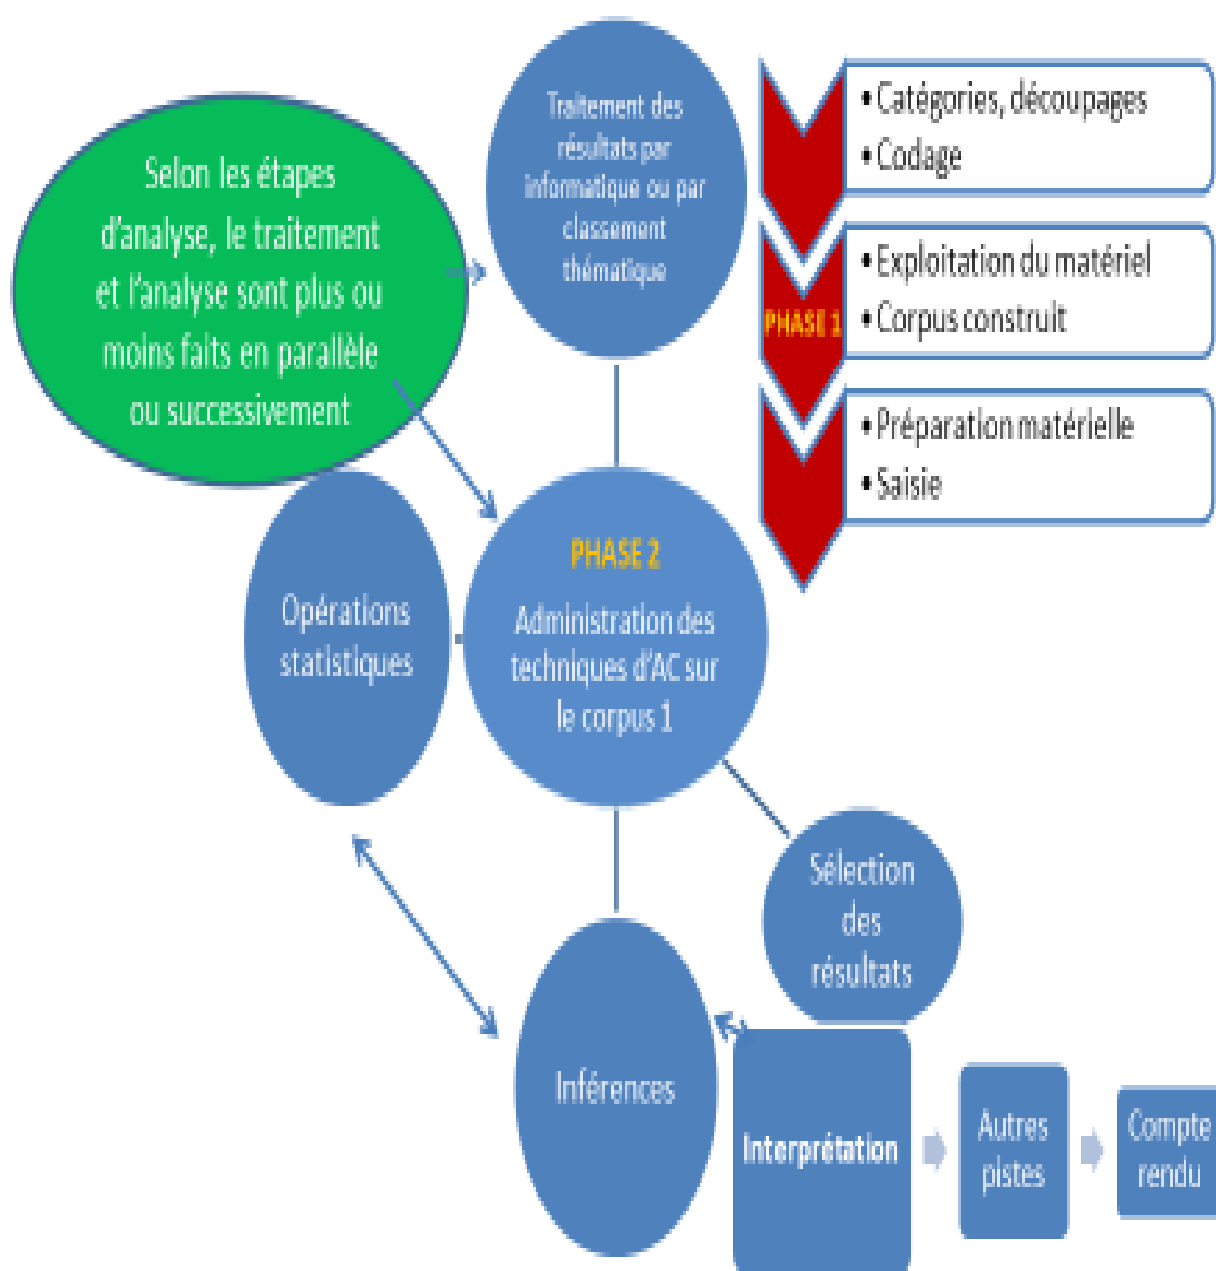 Traitement des
résultats par
informatique ou par
classement
thématique
Selon les étapes
d'analyse, le traitement
et l'analyse sont plus ou
moins faits en parallèle
ou successivement
• Catégories, découpages
• Codage
PHASE 1
• Exploitation du matériel
• Corpus construit
• Préparation matérielle
• Saisie
Opérations
statistiques
PHASE 2
Administration des
techniques d'AC sur
le corpus 1
Sélection
des
résultats
Inférences
Interprétation
Autres
pistes
Compte
rendu